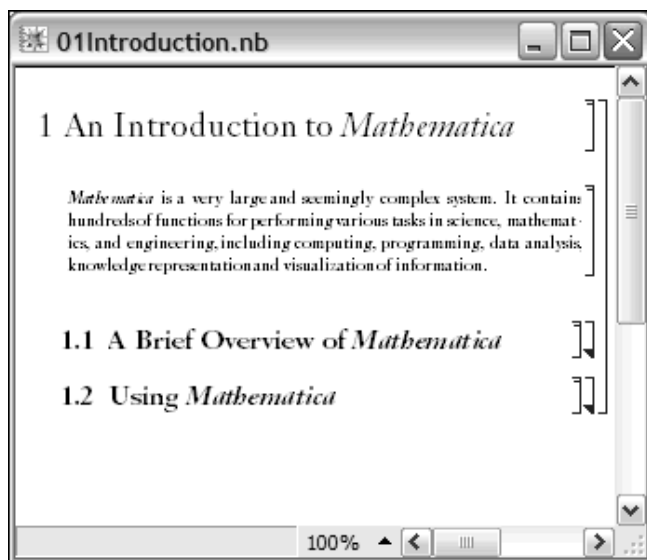 01Introduction.nb
1 An Introduction to Mathematica
Mathematica is a very large and seemingly complex system. It contains
hundreds of functions for performing various tasks in science, mathemat-
ics, and engineering, including computing, programming, data analysis,
knowledge representation and visualization of information.
1.1 A Brief Overview of Mathematica
1.2 Using Mathematica
100%